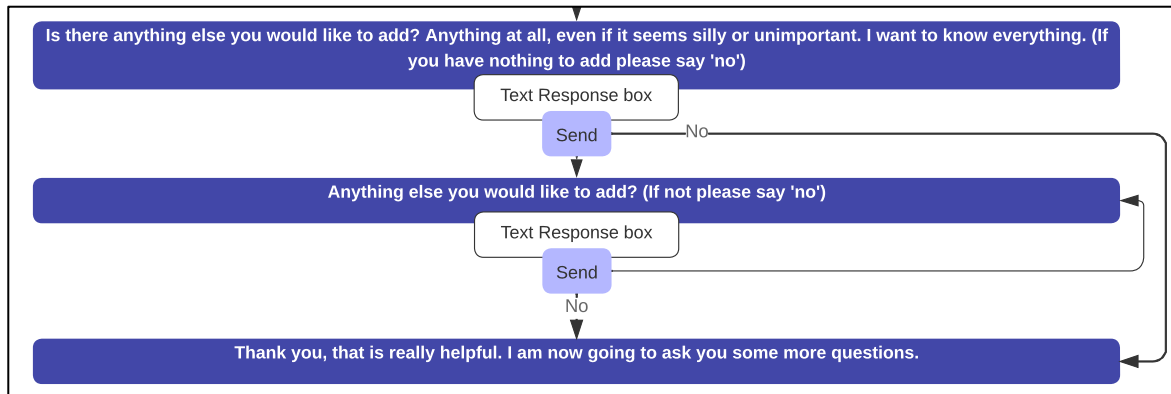 Is there anything else you would like to add? Anything at all, even if it seems silly or unimportant. I want to know everything. (If
you have nothing to add please say 'no')
Text Response box
Send
No
Anything else you would like to add? (If not please say 'no')
Text Response box
Send
No
Thank you, that is really helpful. I am now going to ask you some more questions.